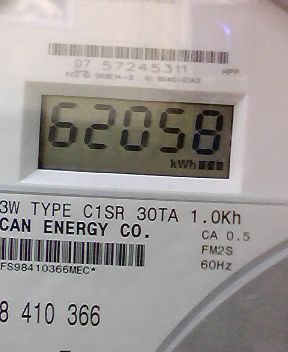 07 57245311 HPP
62058
kWh
3W TYPE C1SR 30TA 1.0Kh
CAN ENERGY CO. CA 0.5
FM2S
FS98410366MEC* 60Hz
8 410 366